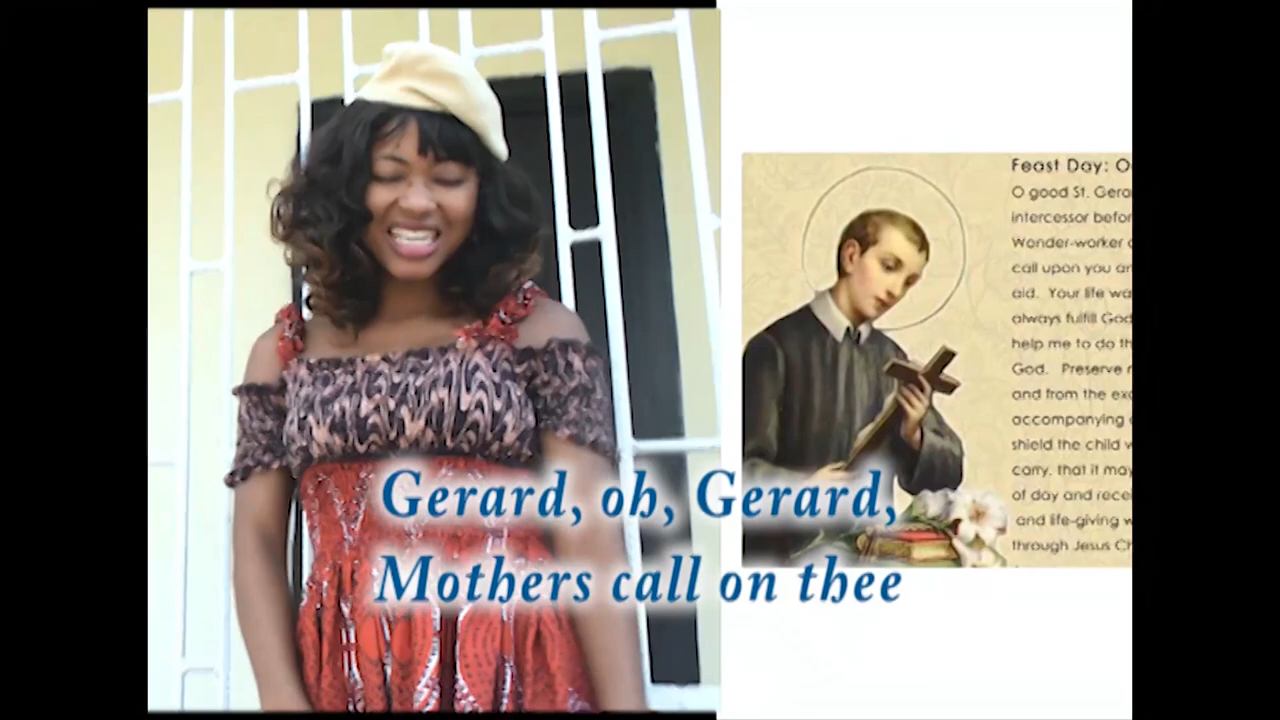 Feast Day: O
O good St. Gera
intercessor befor
Wonder-worker
call upon you an
aid. Your life wa
always fulfill God
help me to do th
God. Preserve
and from the exc
accompanying
shield the child
carry, that it may
of day and rece
and life-giving
through Jesus Ch
Gerard, oh, Gerard,
Mothers call on thee